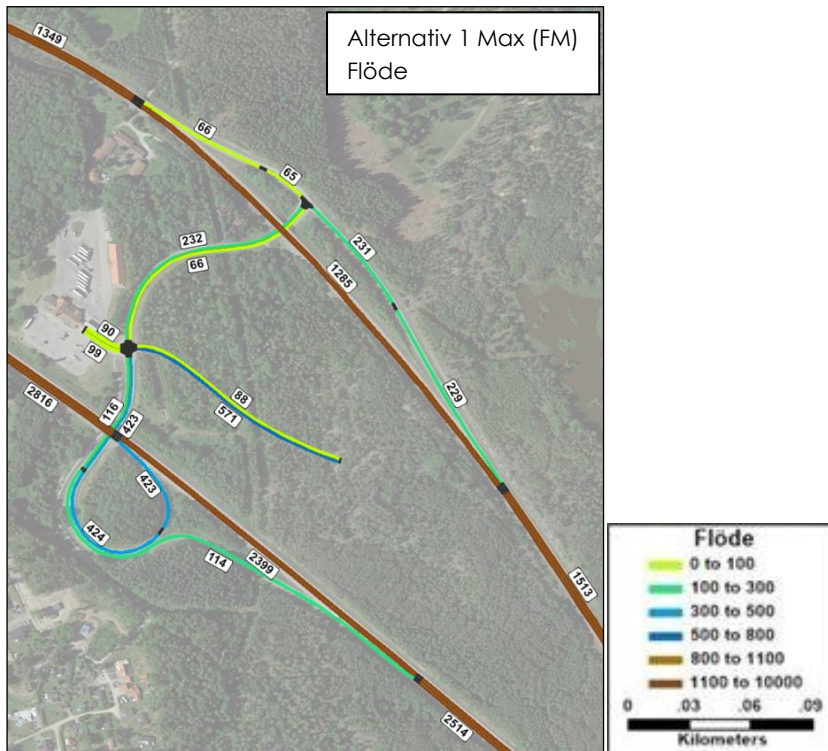 Alternativ 1 Max (FM)
Flöde
1349
66
65
232
66
231
1285
229
90
99
88
571
2816
116
423
423
424
114
2399
1513
2514
Flöde
0 to 100
100 to 300
300 to 500
500 to 800
800 to 1100
1100 to 10000
0 .03 .06 .09
Kilometers